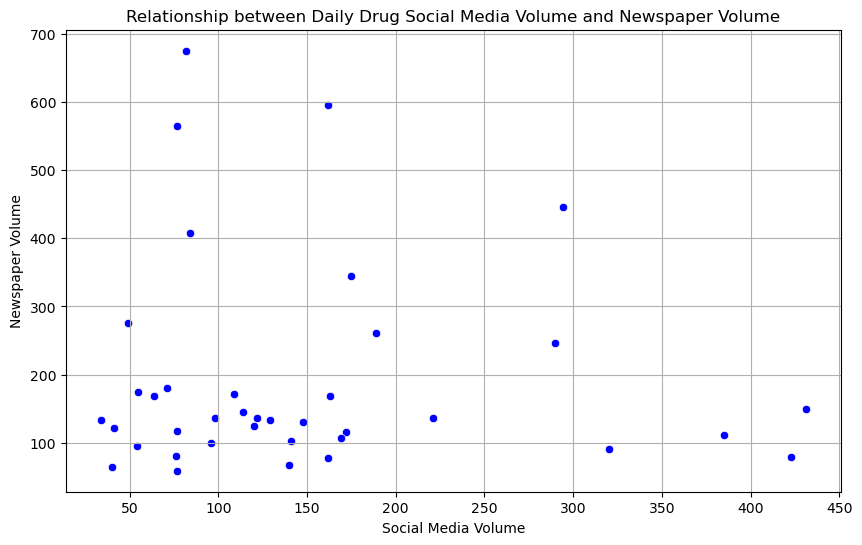 Relationship between Daily Drug Social Media Volume and Newspaper Volume
700
600
500
400
300
200
100
Newspaper Volume
50 100 150 200 250 300 350 400 450
Social Media Volume